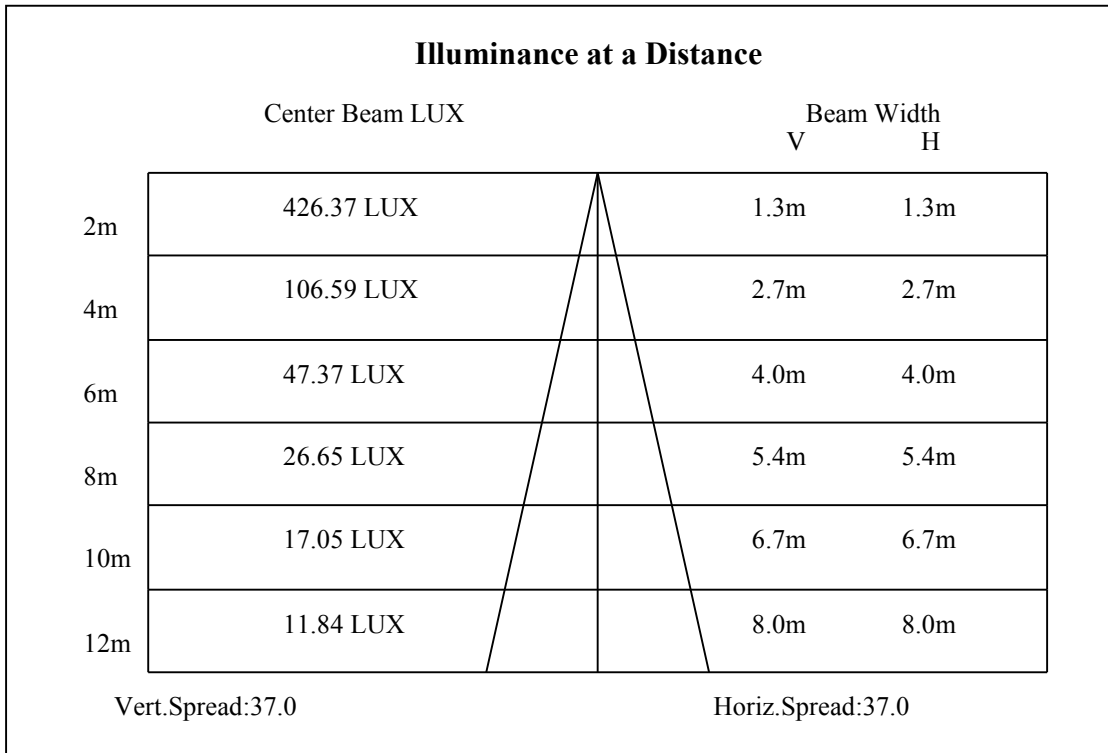 Illuminance at a Distance
Center Beam LUX Beam Width
V H
2m 426.37 LUX 1.3m 1.3m
4m 106.59 LUX 2.7m 2.7m
6m 47.37 LUX 4.0m 4.0m
8m 26.65 LUX 5.4m 5.4m
10m 17.05 LUX 6.7m 6.7m
12m 11.84 LUX 8.0m 8.0m
Vert.Spread:37.0 Horiz.Spread:37.0